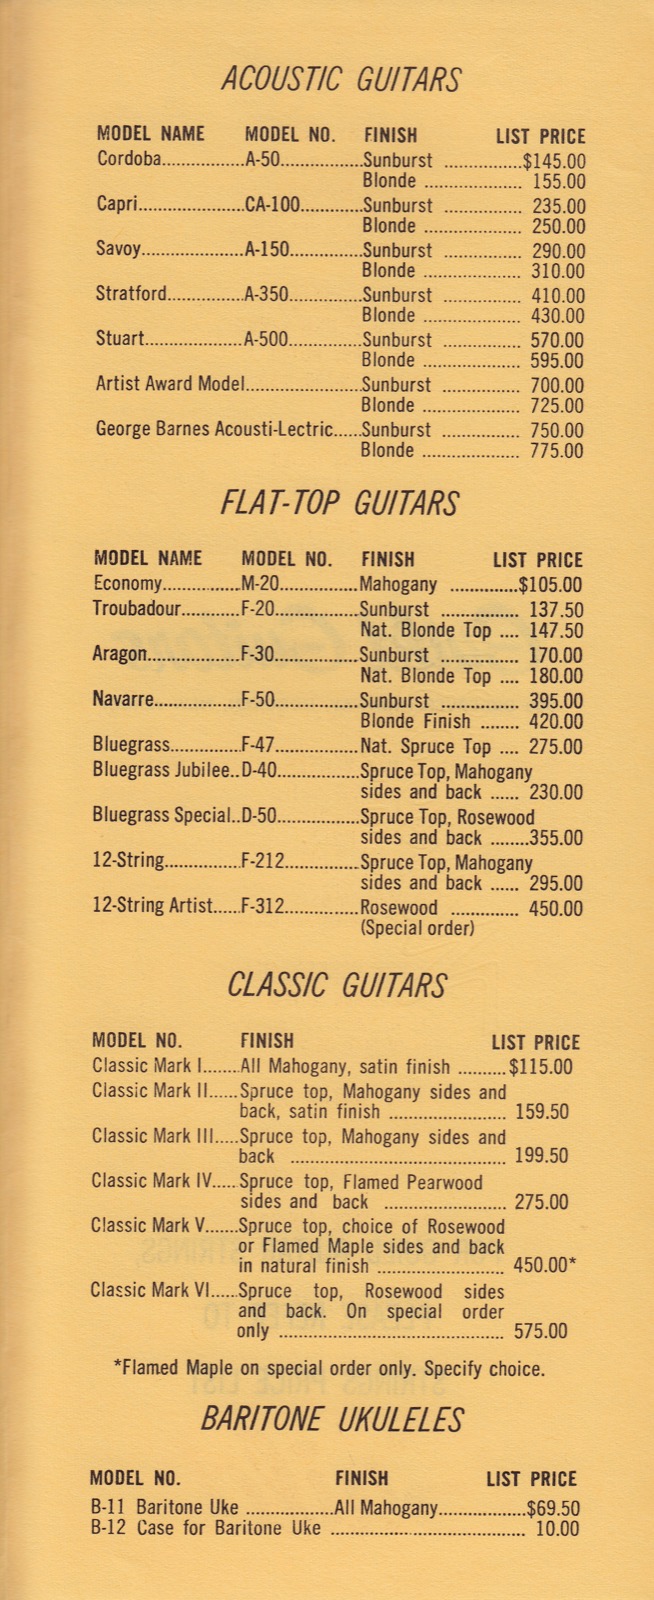 ACOUSTIC GUITARS
MODEL NAME MODEL NO. FINISH LIST PRICE
Cordoba..............A-50..............Sunburst ..............$145.00
Blonde ................. 155.00
Capri..................CA-100...........Sunburst .............. 235.00
Blonde ................. 250.00
Savoy..................A-150.............Sunburst .............. 290.00
Blonde ................. 310.00
Stratford.............A-350.............Sunburst .............. 410.00
Blonde ................. 430.00
Stuart.................A-500.............Sunburst .............. 570.00
Blonde ................. 595.00
Artist Award Model.....................Sunburst .............. 700.00
Blonde ................. 725.00
George Barnes Acousti-Lectric.....Sunburst .............. 750.00
Blonde ................. 775.00
FLAT-TOP GUITARS
MODEL NAME MODEL NO. FINISH LIST PRICE
Economy..............M-20..............Mahogany ..............$105.00
Troubadour..........F-20..............Sunburst .............. 137.50
Nat. Blonde Top .... 147.50
Aragon................F-30..............Sunburst .............. 170.00
Nat. Blonde Top .... 180.00
Navarre...............F-50..............Sunburst .............. 395.00
Blonde Finish ....... 420.00
Bluegrass............F-47..............Nat. Spruce Top .... 275.00
Bluegrass Jubilee..D-40..............Spruce Top, Mahogany
sides and back ...... 230.00
Bluegrass Special..D-50..............Spruce Top, Rosewood
sides and back ........355.00
12-String.............F-212.............Spruce Top, Mahogany
sides and back ...... 295.00
12-String Artist.....F-312.............Rosewood ............. 450.00
(Special order)
CLASSIC GUITARS
MODEL NO. FINISH LIST PRICE
Classic Mark I.......All Mahogany, satin finish .........$115.00
Classic Mark II.....Spruce top, Mahogany sides and
back, satin finish ..................... 159.50
Classic Mark III.....Spruce top, Mahogany sides and
back ...................................... 199.50
Classic Mark IV.....Spruce top, Flamed Pearwood
sides and back ..................... 275.00
Classic Mark V......Spruce top, choice of Rosewood
or Flamed Maple sides and back
in natural finish ........................ 450.00*
Classic Mark VI.....Spruce top, Rosewood sides
and back. On special order
only ........................................ 575.00
*Flamed Maple on special order only. Specify choice.
BARITONE UKULELES
MODEL NO. FINISH LIST PRICE
B-11 Baritone Uke ...............All Mahogany...............$69.50
B-12 Case for Baritone Uke .................................. 10.00